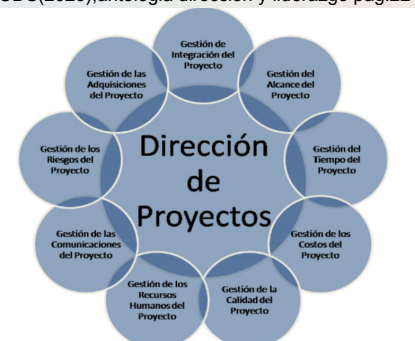 Gestión de
Integración del
Proyecto
Gestión del
Alcance del
Proyecto
Gestión del
Tiempo del
Proyecto
Gestión de los
Costos del
Proyecto
Gestión de la
Calidad del
Proyecto
Gestión de los
Recursos
Humanos del
Proyecto
Gestión de las
Comunicaciones
del Proyecto
Gestión de los
Riesgos del
Proyecto
Gestión de las
Adquisiciones
del Proyecto
Dirección
de
Proyectos